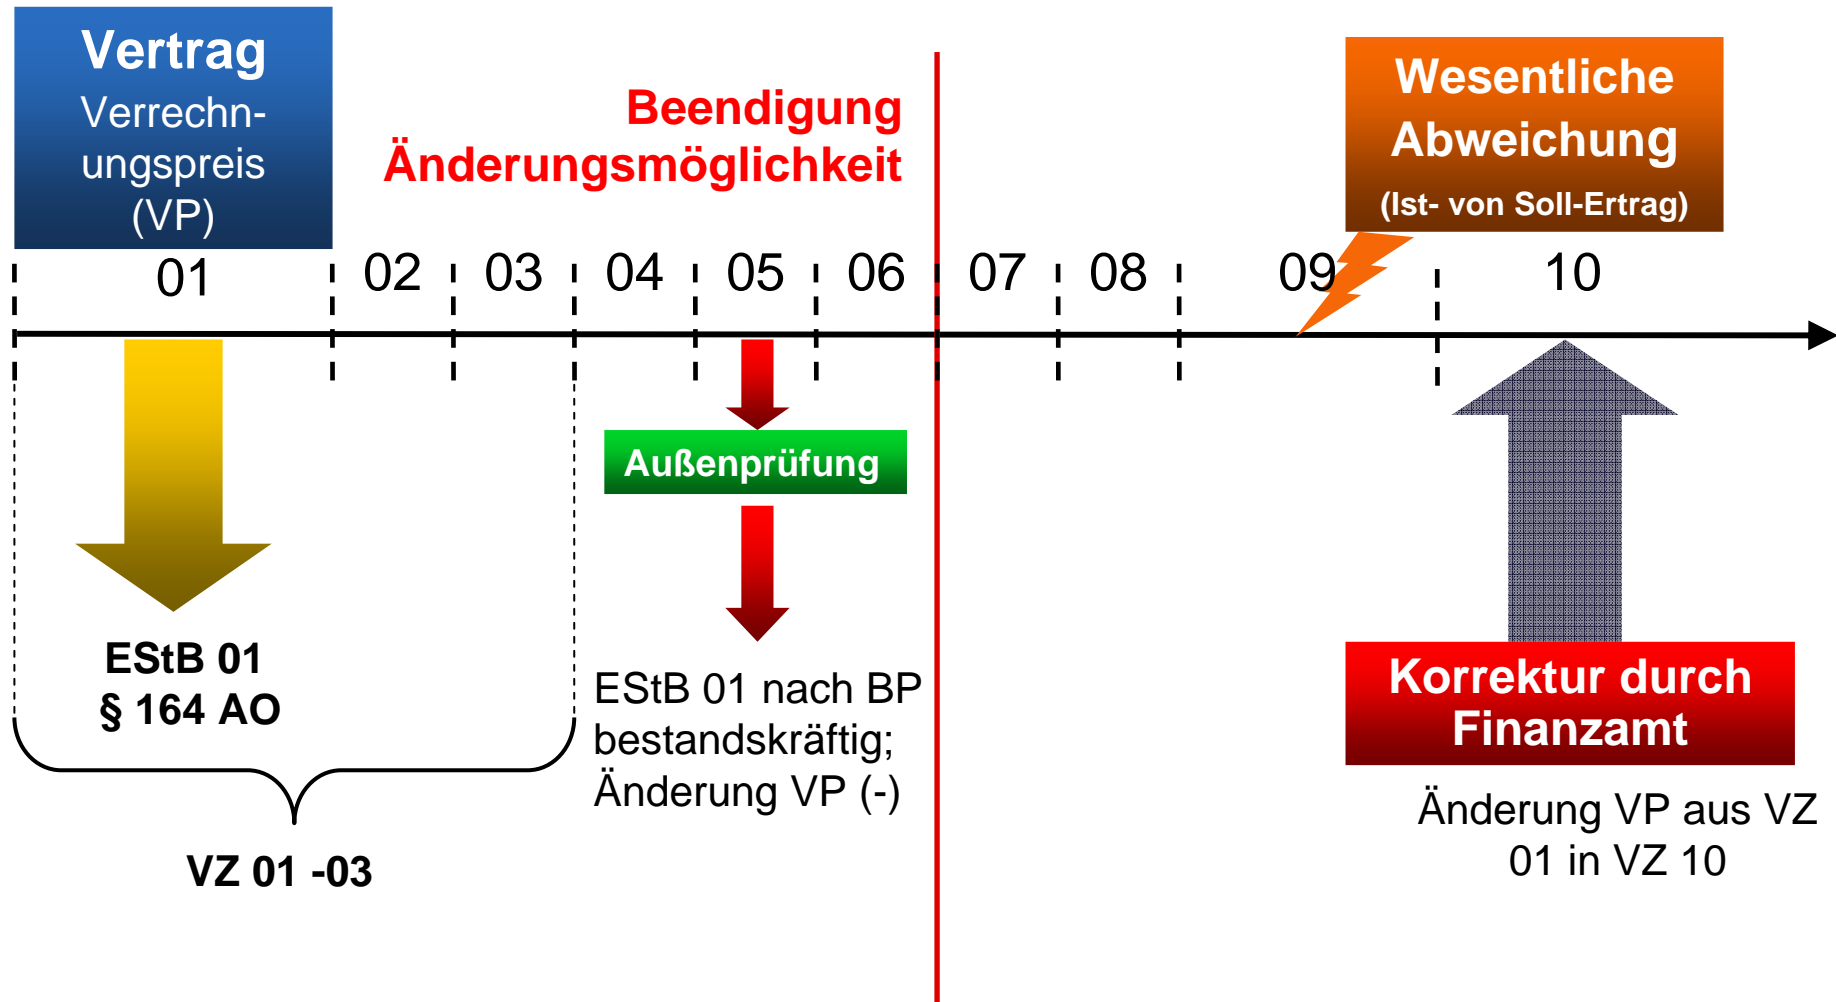 Vertrag
Verrechn-
ungspreis
(VP)
Beendigung
Änderungsmöglichkeit
Wesentliche
Abweichung
(Ist- von Soll-Ertrag)
01 02 03 04 05 06 07 08 09 10
Außenprüfung
EStB 01
§ 164 AO
VZ 01 -03
EStB 01 nach BP
bestandskräftig;
Änderung VP (-)
Korrektur durch
Finanzamt
Änderung VP aus VZ
01 in VZ 10